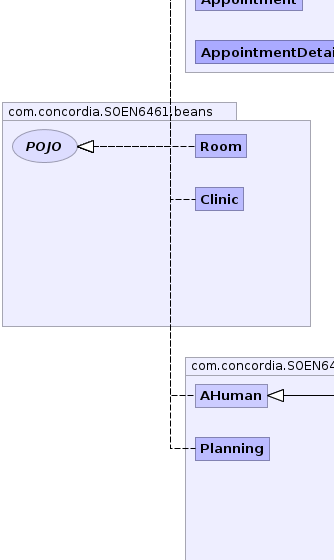 Appointment
AppointmentDetai
com.concordia.SOEN6461.beans
POJO
Room
Clinic
com.concordia.SOEN64
AHuman
Planning